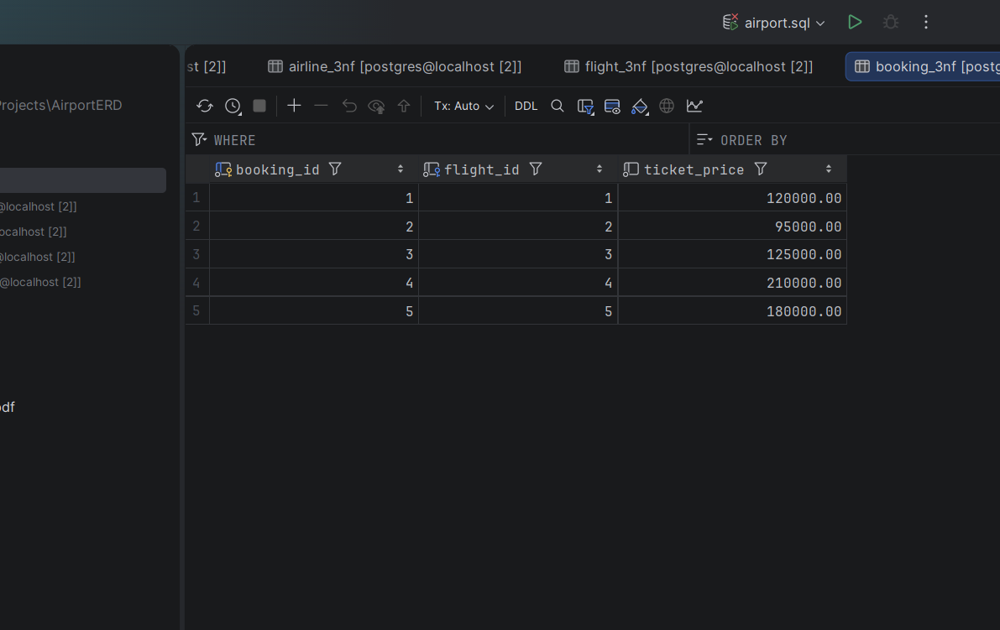 airport.sql
st [2]]
airline_3nf [postgres@localhost [2]]
flight_3nf [postgres@localhost [2]]
booking_3nf [postg
Projects\AirportERD
Tx: Auto
DDL
WHERE
ORDER BY
booking_id flight_id ticket_price
1 1 1 120000.00
2 2 2 95000.00
3 3 3 125000.00
4 4 4 210000.00
5 5 5 180000.00
@localhost [2]]
ocalhost [2]]
@localhost [2]]
@localhost [2]]
odf